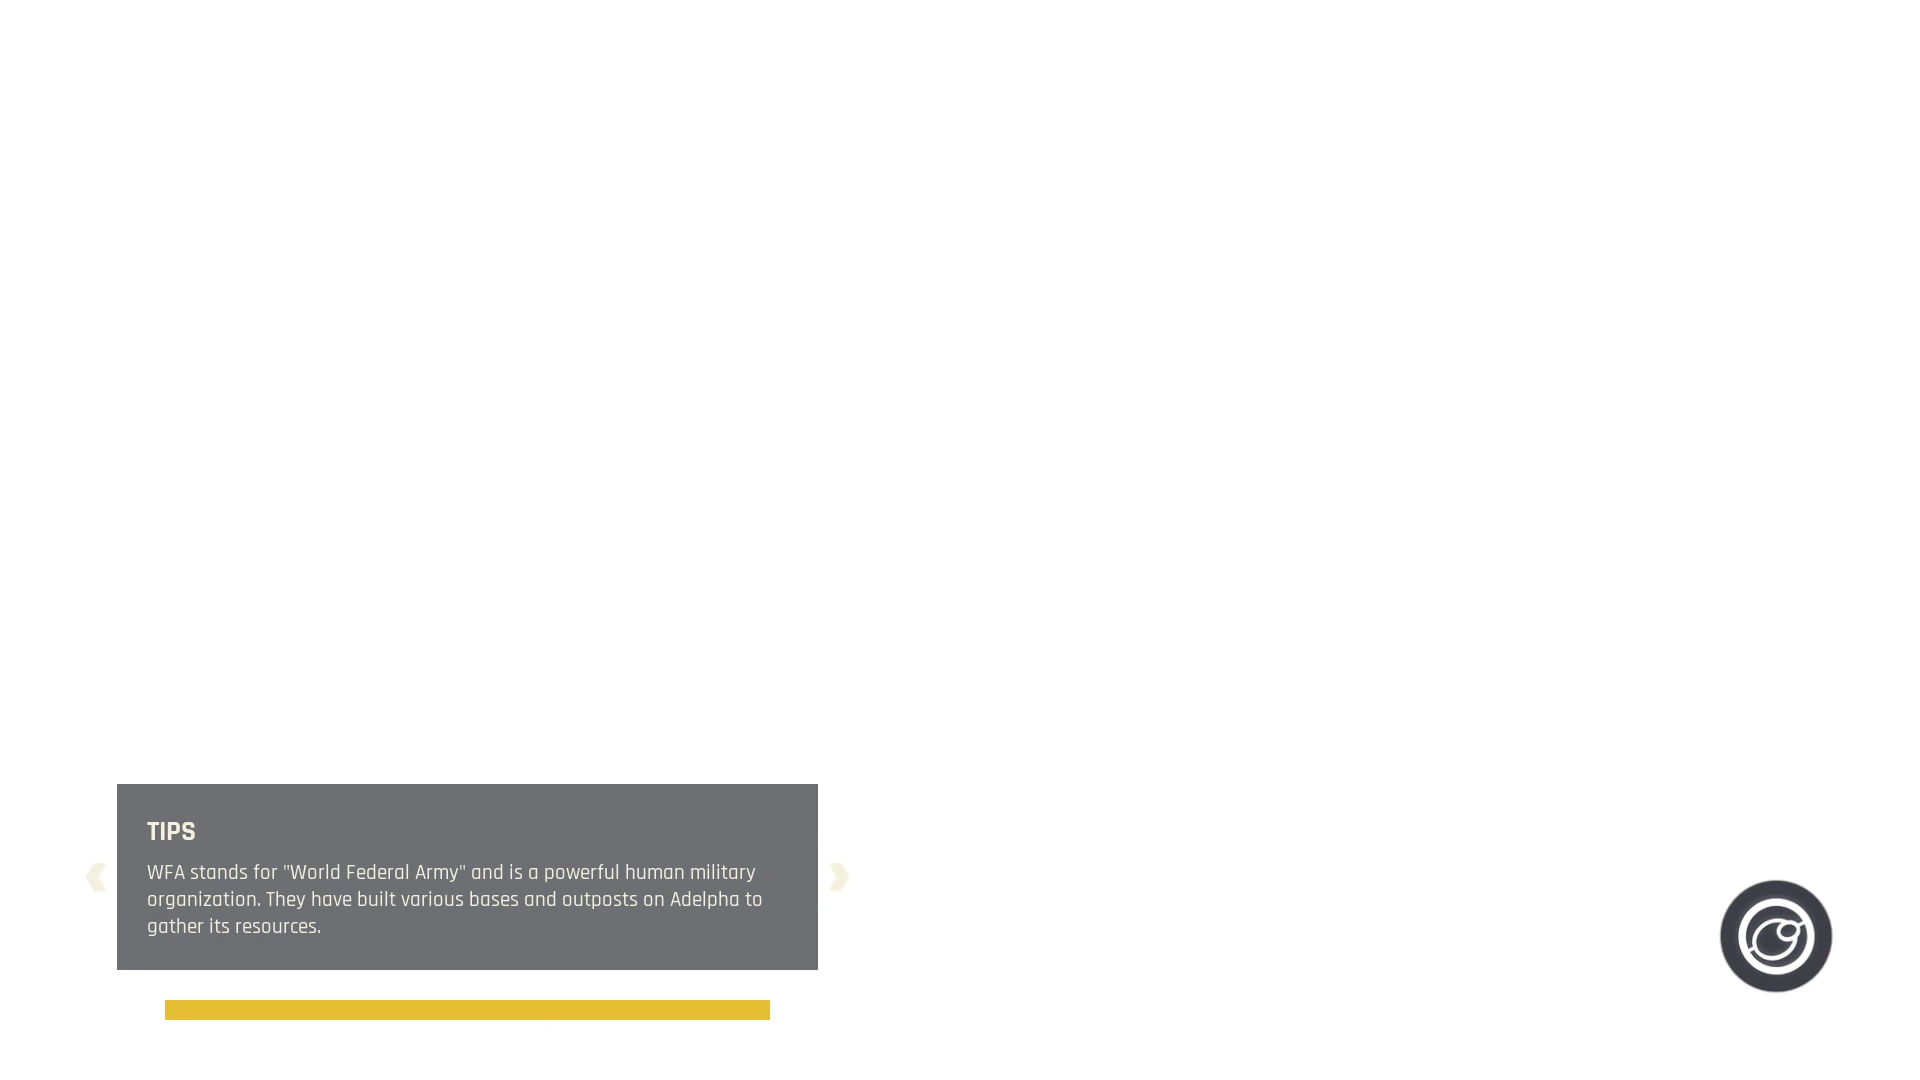 TIPS
WFA stands for "World Federal Army" and is a powerful human military
organization. They have built various bases and outposts on Adelpha to
gather its resources.